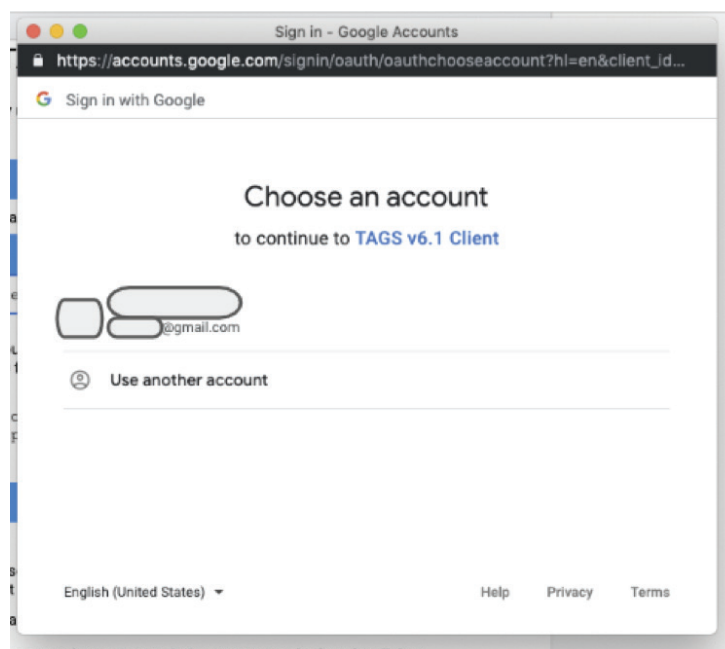 Sign in - Google Accounts
https://accounts.google.com/signin/oauth/oauthchooseaccount?hl=en&client_id...
Sign in with Google
Choose an account
to continue to TAGS v6.1 Client
@gmail.com
Use another account
English (United States)
Help Privacy Terms